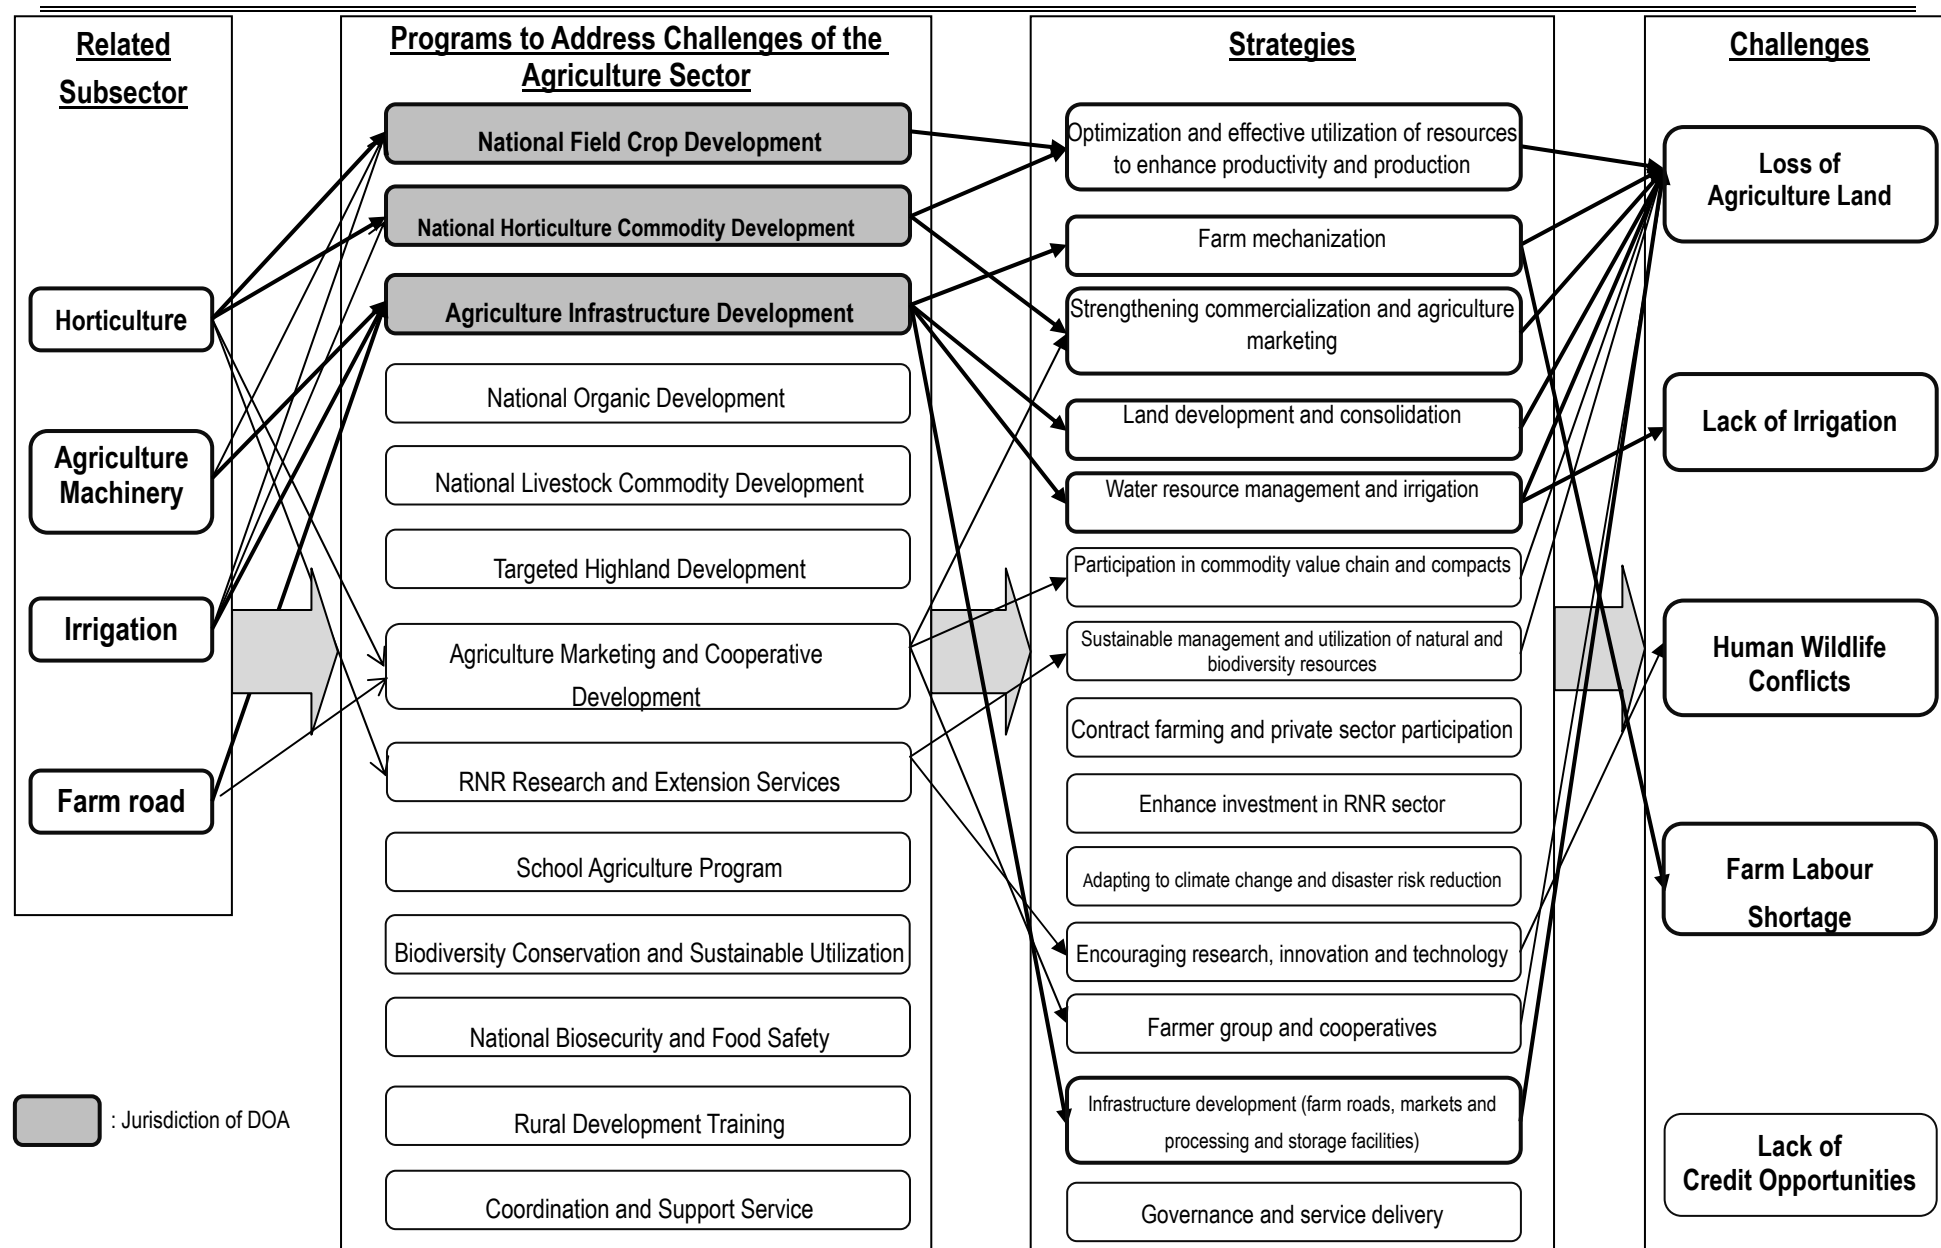 Related
Subsector
Horticulture
Agriculture
Machinery
Irrigation
Farm road
: Jurisdiction of DOA
Programs to Address Challenges of the
Agriculture Sector
National Field Crop Development
National Horticulture Commodity Development
Agriculture Infrastructure Development
National Organic Development
National Livestock Commodity Development
Targeted Highland Development
Agriculture Marketing and Cooperative
Development
RNR Research and Extension Services
School Agriculture Program
Biodiversity Conservation and Sustainable Utilization
National Biosecurity and Food Safety
Rural Development Training
Coordination and Support Service
Strategies
Optimization and effective utilization of resources
to enhance productivity and production
Farm mechanization
Strengthening commercialization and agriculture
marketing
Land development and consolidation
Water resource management and irrigation
Participation in commodity value chain and compacts
Sustainable management and utilization of natural and
biodiversity resources
Contract farming and private sector participation
Enhance investment in RNR sector
Adapting to climate change and disaster risk reduction
Encouraging research, innovation and technology
Farmer group and cooperatives
Infrastructure development (farm roads, markets and
processing and storage facilities)
Governance and service delivery
Challenges
Loss of
Agriculture Land
Lack of Irrigation
Human Wildlife
Conflicts
Farm Labour
Shortage
Lack of
Credit Opportunities